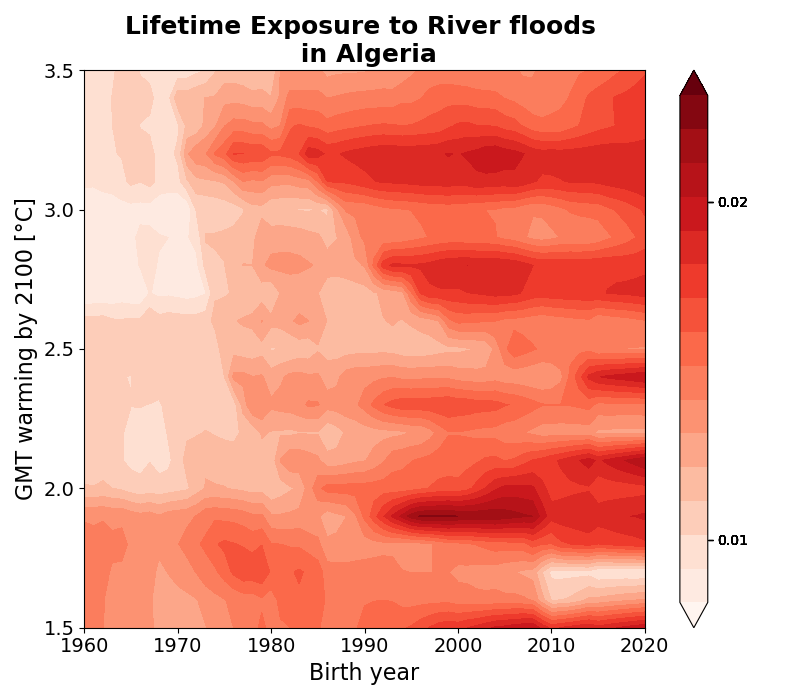 Lifetime Exposure to River floods
in Algeria
GMT warming by 2100 [°C]
3.5
3.0
2.5
2.0
1.5
1960 1970 1980 1990 2000 2010 2020
Birth year
0.02
0.01